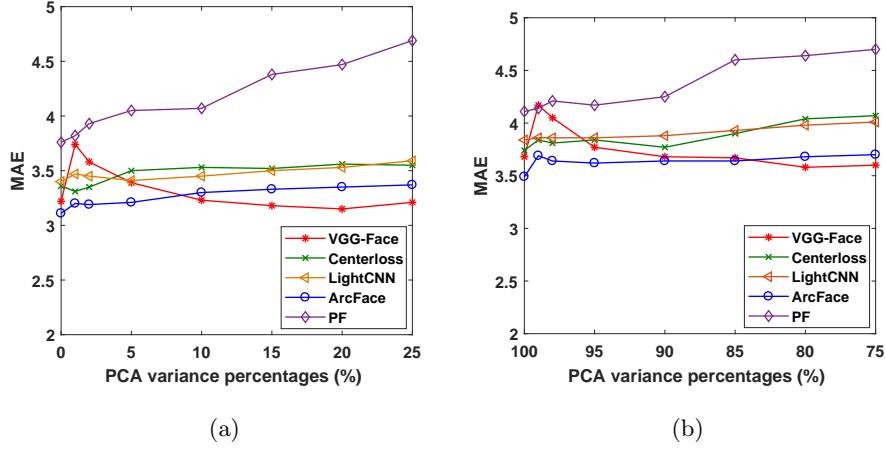 5
4.5
4
3.5
3
2.5
2
MAE
0 5 10 15 20 25
PCA variance percentages (%)
VGG-Face
Centerloss
LightCNN
ArcFace
PF
(a)
5
4.5
4
3.5
3
2.5
2
MAE
100 95 90 85 80 75
PCA variance percentages (%)
VGG-Face
Centerloss
LightCNN
ArcFace
PF
(b)